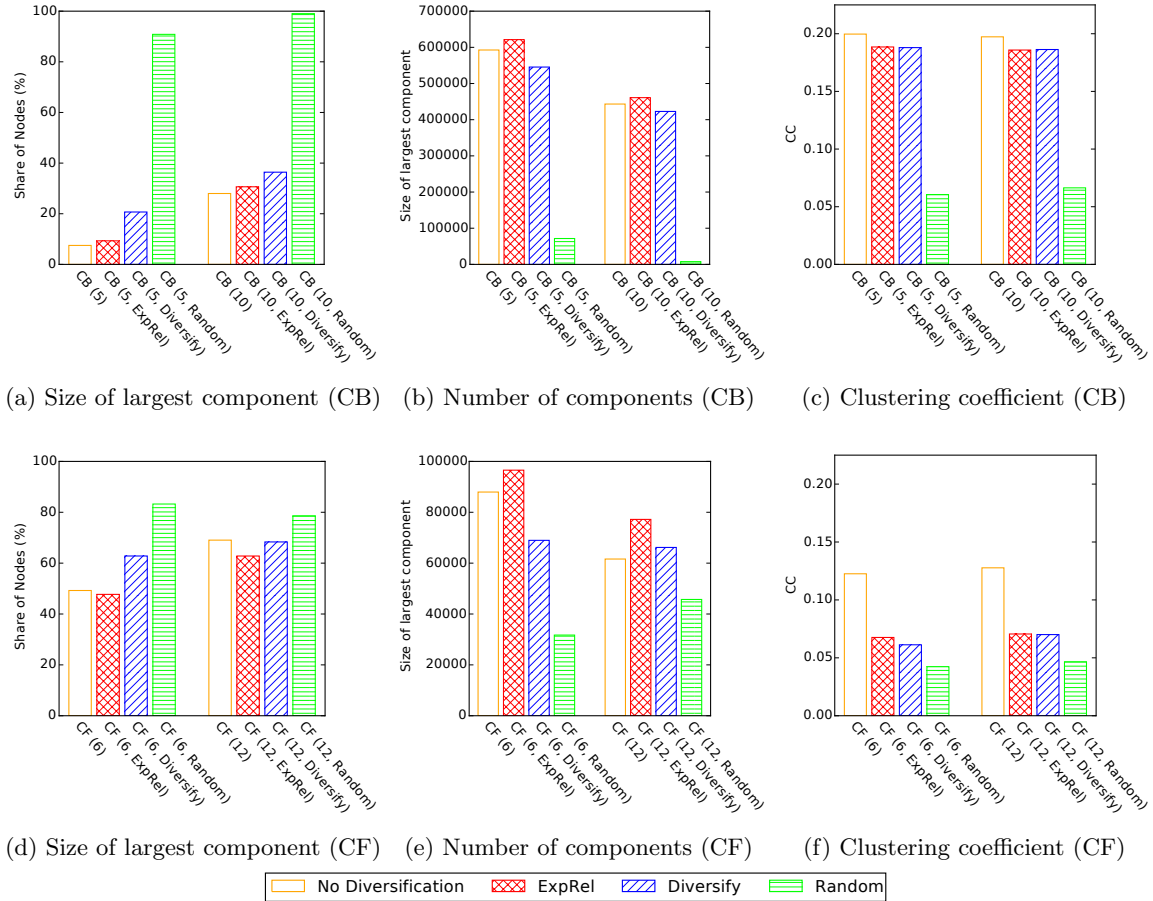 100
80
60
40
20
0
Share of Nodes (%)
CB (5)
CB (5, ExpRel)
CB (5, Diversify)
CB (5, Random)
CB (10)
CB (10, ExpRel)
CB (10, Diversify)
CB (10, Random)
(a) Size of largest component (CB)
700000
600000
500000
400000
300000
200000
100000
0
Size of largest component
CB (5)
CB (5, ExpRel)
CB (5, Diversify)
CB (5, Random)
CB (10)
CB (10, ExpRel)
CB (10, Diversify)
CB (10, Random)
(b) Number of components (CB)
0.20
0.15
0.10
0.05
0.00
CC
CB (5)
CB (5, ExpRel)
CB (5, Diversify)
CB (5, Random)
CB (10)
CB (10, ExpRel)
CB (10, Diversify)
CB (10, Random)
(c) Clustering coefficient (CB)
100
80
60
40
20
0
Share of Nodes (%)
CF (6)
CF (6, ExpRel)
CF (6, Diversify)
CF (6, Random)
CF (12)
CF (12, ExpRel)
CF (12, Diversify)
CF (12, Random)
(d) Size of largest component (CF)
100000
80000
60000
40000
20000
0
Size of largest component
CF (6)
CF (6, ExpRel)
CF (6, Diversify)
CF (6, Random)
CF (12)
CF (12, ExpRel)
CF (12, Diversify)
CF (12, Random)
(e) Number of components (CF)
0.20
0.15
0.10
0.05
0.00
CC
CF (6)
CF (6, ExpRel)
CF (6, Diversify)
CF (6, Random)
CF (12)
CF (12, ExpRel)
CF (12, Diversify)
CF (12, Random)
(f) Clustering coefficient (CF)
No Diversification ExpRel Diversify Random